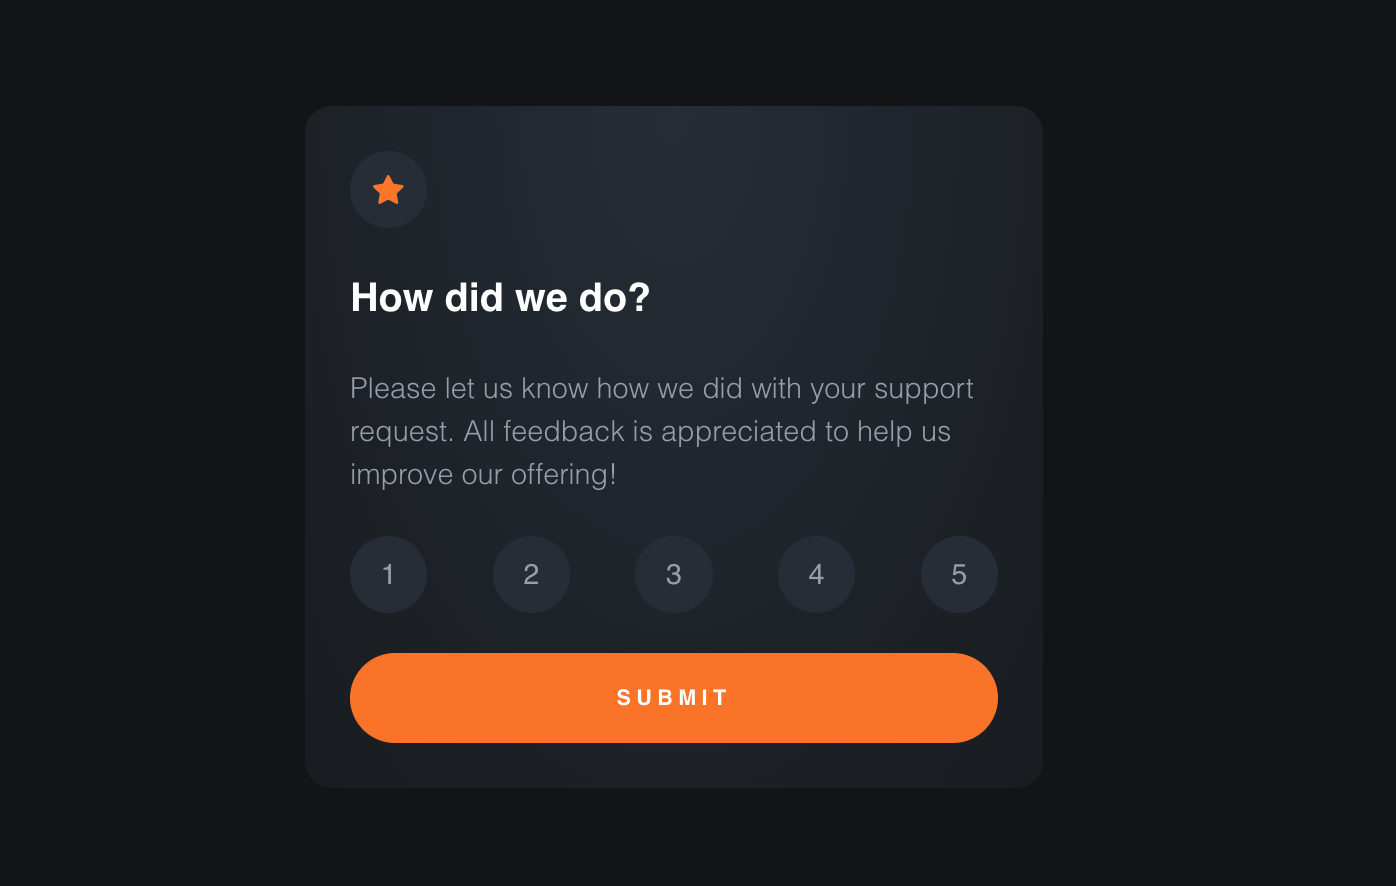 How did we do?
Please let us know how we did with your support
request. All feedback is appreciated to help us
improve our offering!
1 2 3 4 5
SUBMIT